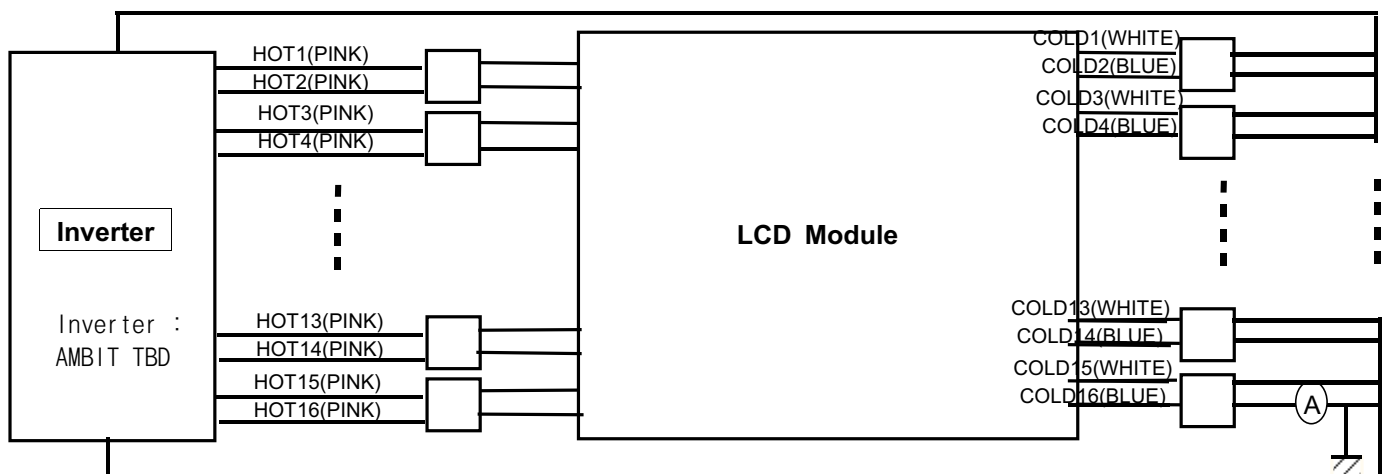 HOT1(PINK)
HOT2(PINK)
HOT3(PINK)
HOT4(PINK)
Inverter
Inverter :
AMBIT TBD
HOT13(PINK)
HOT14(PINK)
HOT15(PINK)
HOT16(PINK)
LCD Module
COLD1(WHITE)
COLD2(BLUE)
COLD3(WHITE)
COLD4(BLUE)
COLD13(WHITE)
COLD14(BLUE)
COLD15(WHITE)
COLD16(BLUE)
A